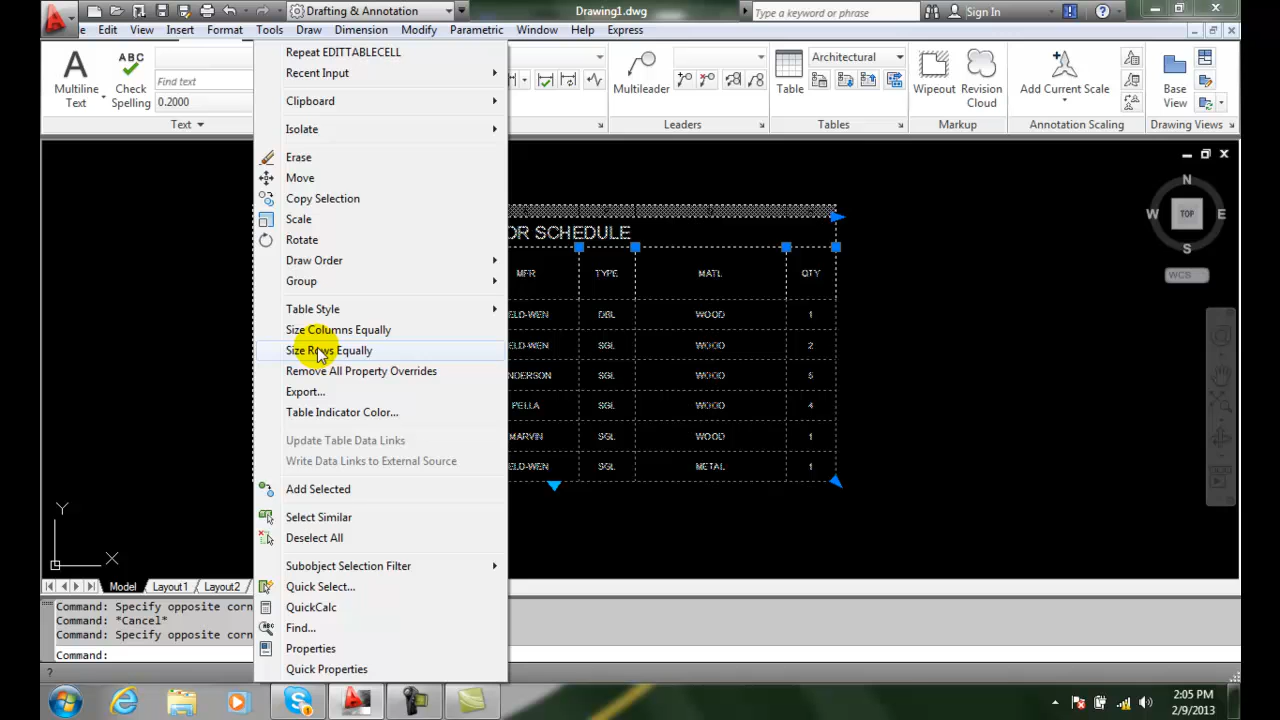 Drafting & Annotation
Drawing1.dwg
Type a keyword or phrase
Sign In
Edit
View
Insert
Format
Tools
Draw
Dimension
Modify
Parametric
Window
Help
Express
Multiline
Text
ABC
Check
Spelling
Find text
0.2000
Text
Multileader
Leaders
Architectural
Table
Tables
Wipeout
Revision
Cloud
Markup
Add Current Scale
Annotation Scaling
Base
View
Drawing Views
Repeat EDITTABLECELL
Recent Input
Clipboard
Isolate
Erase
Move
Copy Selection
Scale
Rotate
Draw Order
Group
Table Style
Size Columns Equally
Size Rows Equally
Remove All Property Overrides
Export...
Table Indicator Color...
Update Table Data Links
Write Data Links to External Source
Add Selected
Select Similar
Deselect All
Subobject Selection Filter
Quick Select...
QuickCalc
Find...
Properties
Quick Properties
OR SCHEDULE
MFR TYPE MATL QTY
ELD-WEN DBL WOOD 1
ELD-WEN SGL WOOD 2
NDERSON SGL WOOD 5
PELLA SGL WOOD 4
MARVIN SGL WOOD 1
ELD-WEN SGL METAL 1
N
W TOP E
S
WCS
Y
X
Model Layout1 Layout2
Command: Specify opposite corn
Command: *Cancel*
Command: Specify opposite corn
Command:
2:05 PM
2/9/2013